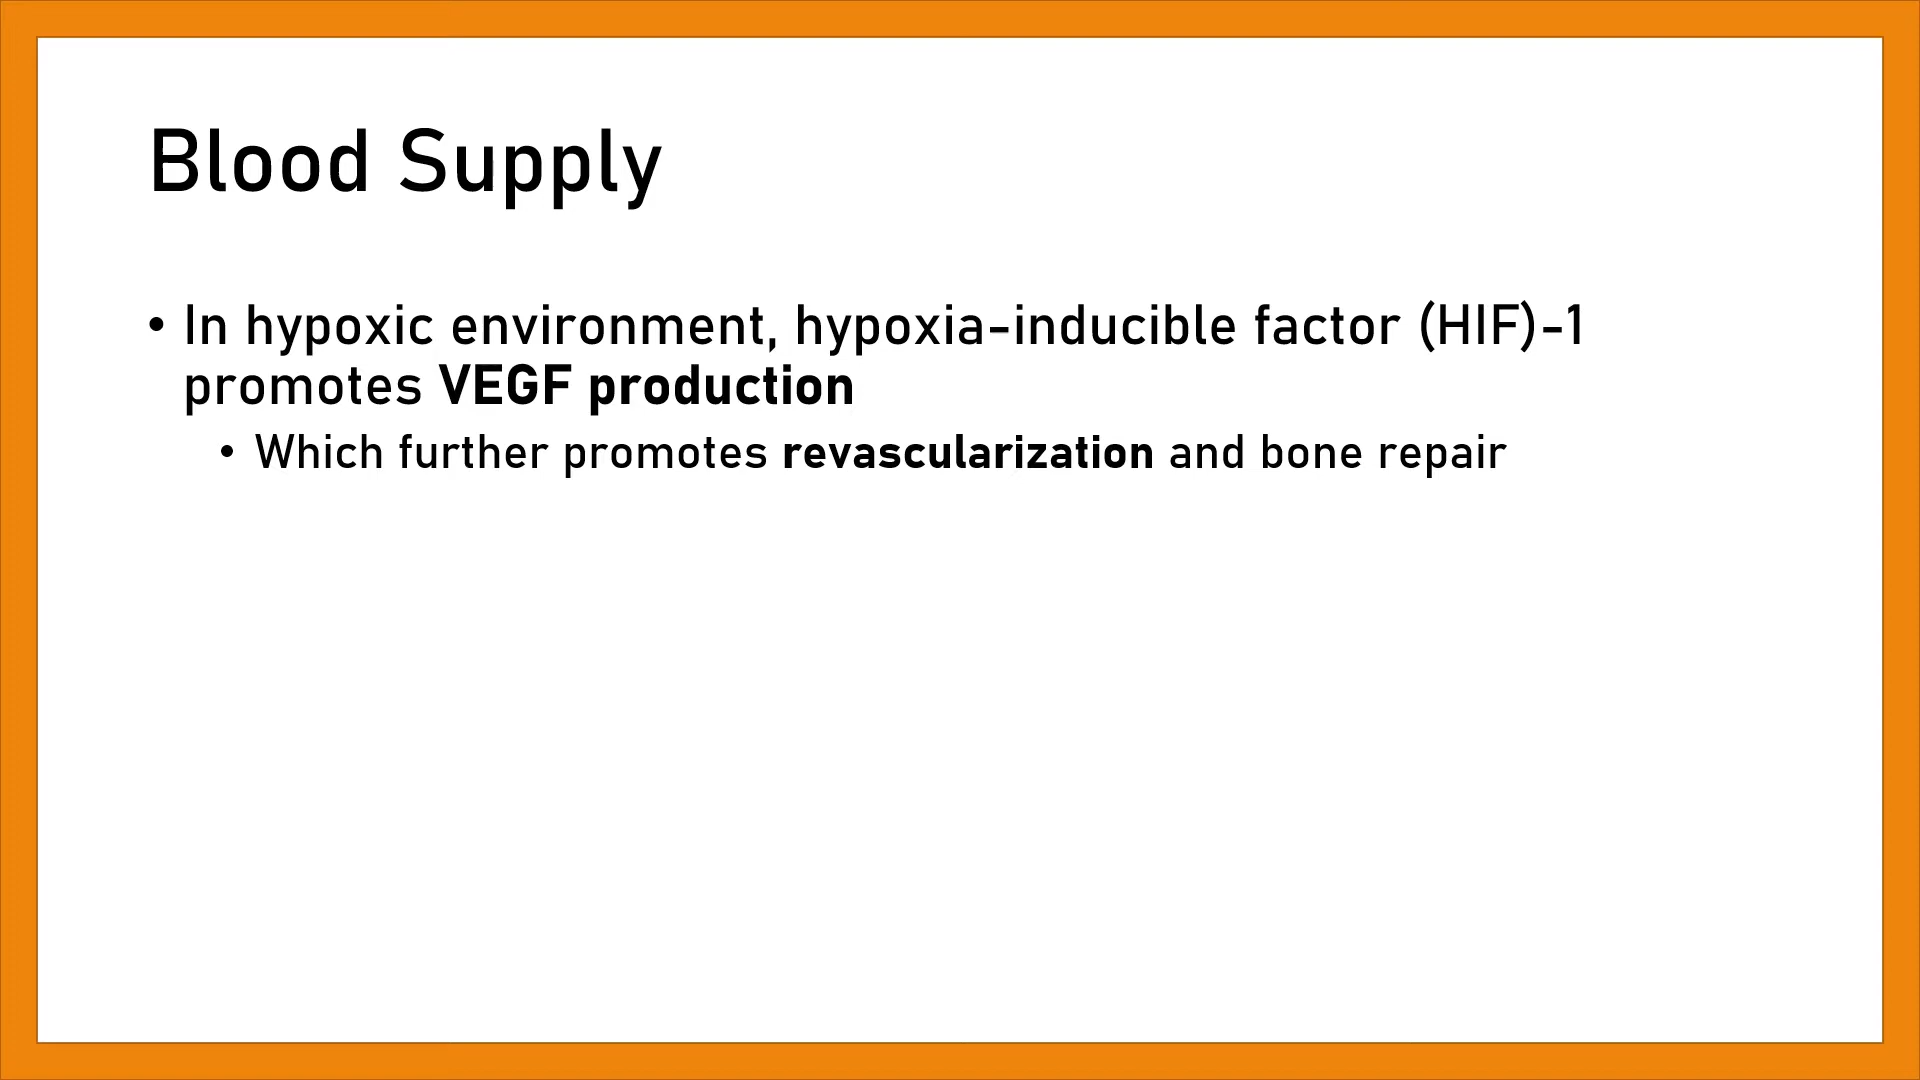 Blood Supply
• In hypoxic environment, hypoxia-inducible factor (HIF)-1
promotes VEGF production
• Which further promotes revascularization and bone repair